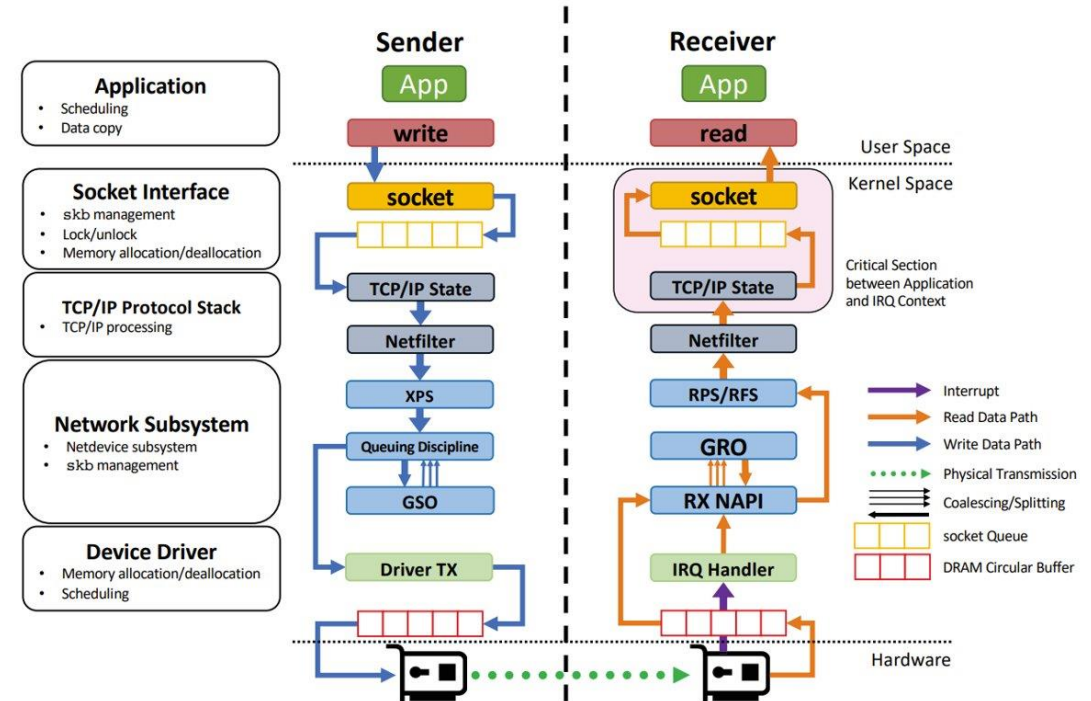 Sender
Receiver
Application
• Scheduling
• Data copy
App
App
write
read
User Space
Kernel Space
Socket Interface
• skb management
• Lock/unlock
• Memory allocation/deallocation
socket
socket
Critical Section
between Application
and IRQ Context
TCP/IP Protocol Stack
• TCP/IP processing
TCP/IP State
TCP/IP State
Netfilter
Netfilter
Network Subsystem
• Netdevice subsystem
• skb management
XPS
RPS/RFS
Queuing Discipline
GRO
GSO
RX NAPI
Interrupt
Read Data Path
Write Data Path
Physical Transmission
Coalescing/Splitting
socket Queue
DRAM Circular Buffer
Device Driver
• Memory allocation/deallocation
• Scheduling
Driver TX
IRQ Handler
Hardware